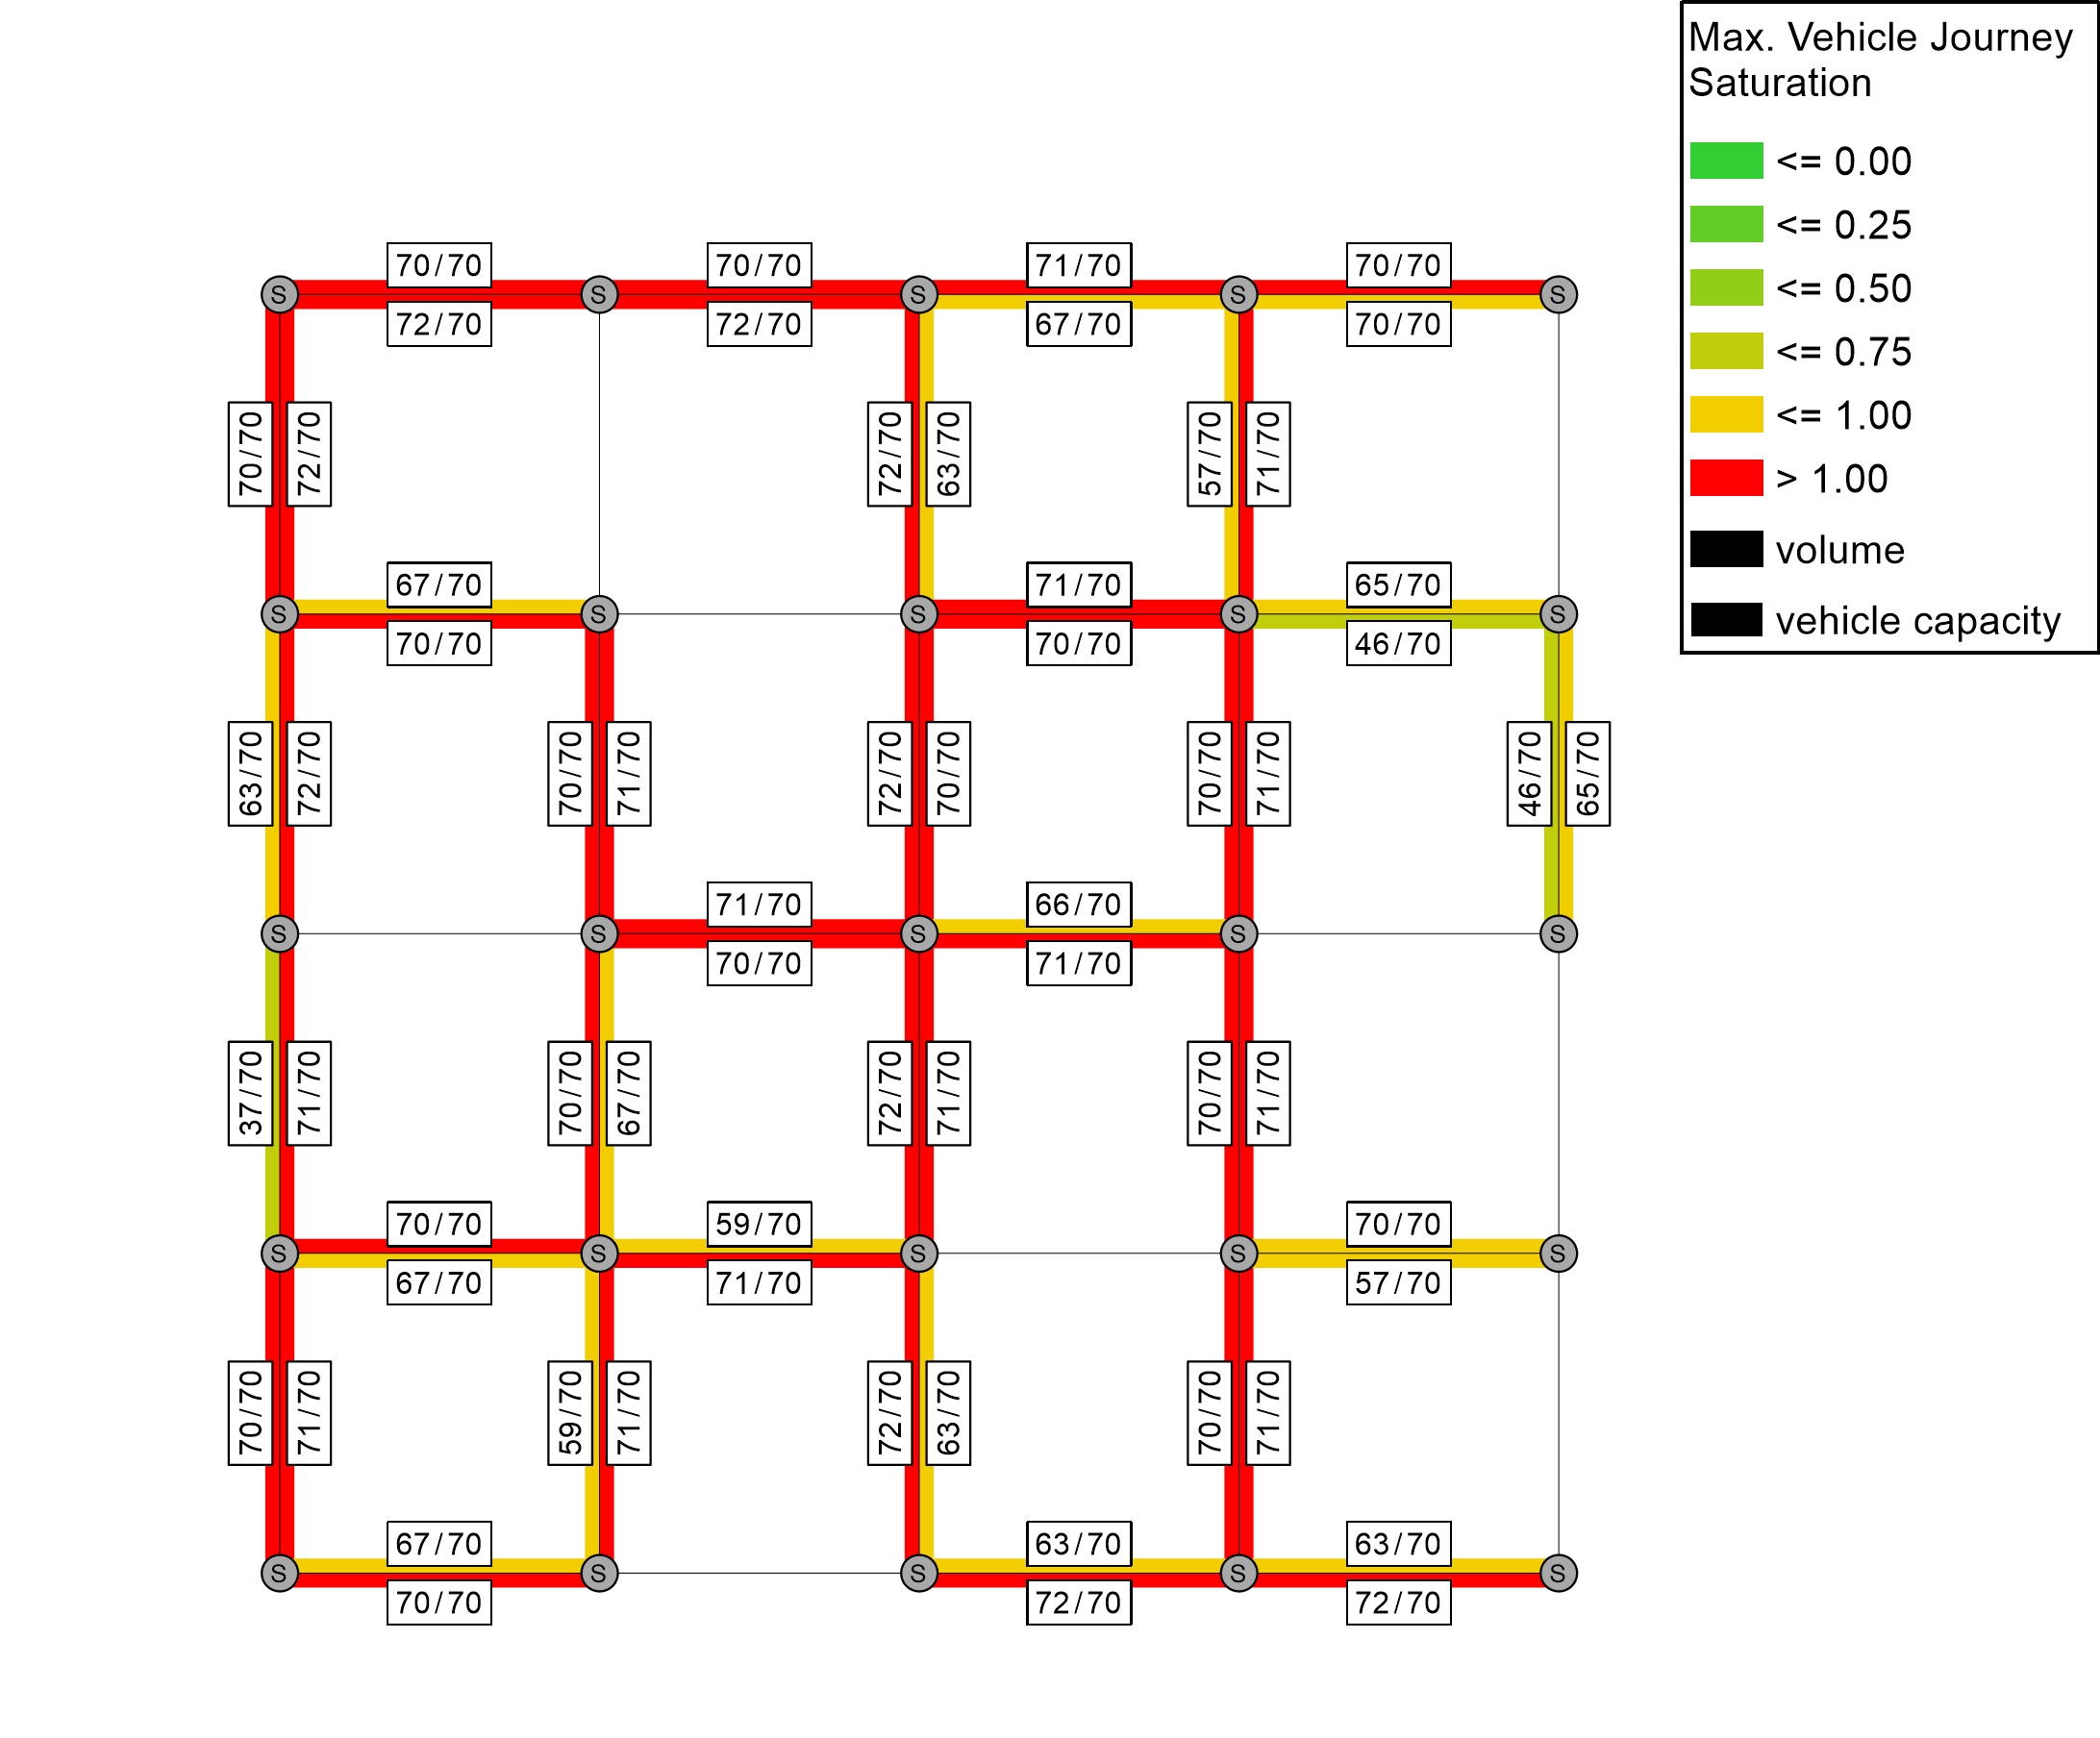 Max. Vehicle Journey
Saturation
<= 0.00
<= 0.25
<= 0.50
<= 0.75
<= 1.00
> 1.00
volume
vehicle capacity
70/70 70/70 71/70 70/70
S S S S S
72/70 72/70 67/70 70/70
70/70 72/70 72/70 63/70 57/70 71/70
67/70 71/70 65/70
S S S S S
70/70 70/70 46/70
63/70 72/70 70/70 71/70 72/70 70/70 70/70 71/70 46/70 65/70
71/70 66/70
S S S S S
70/70 71/70
37/70 71/70 70/70 67/70 72/70 71/70 70/70 71/70
70/70 59/70 70/70
S S S S S
67/70 71/70 57/70
70/70 71/70 59/70 71/70 72/70 63/70 70/70 71/70
67/70 63/70 63/70
S S S S S
70/70 72/70 72/70